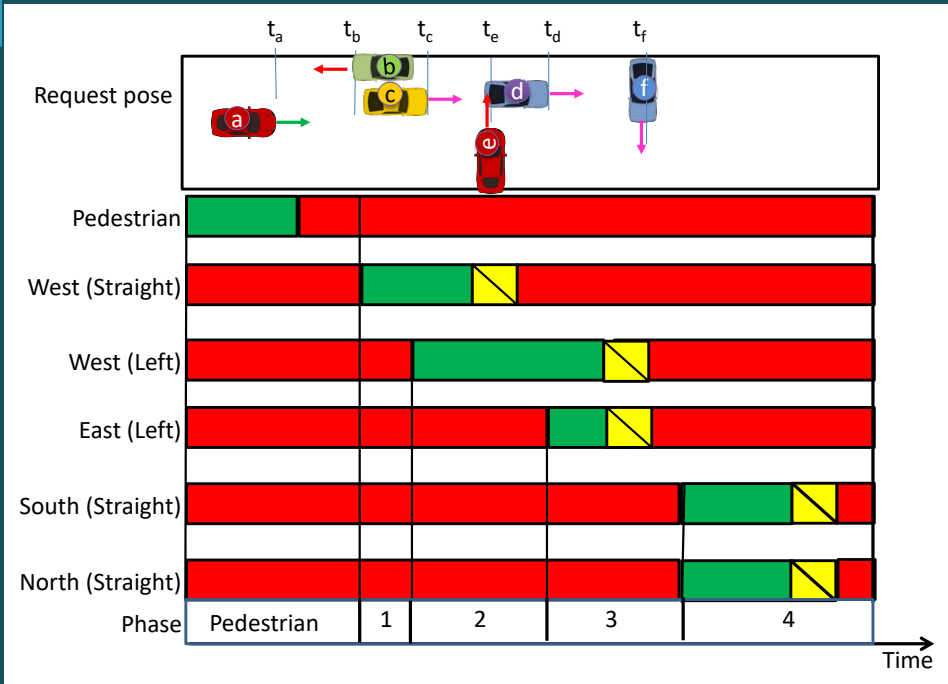 ta tb tc te td tf
Request pose
a b c d e f
Pedestrian
West (Straight)
West (Left)
East (Left)
South (Straight)
North (Straight)
Phase Pedestrian 1 2 3 4
Time